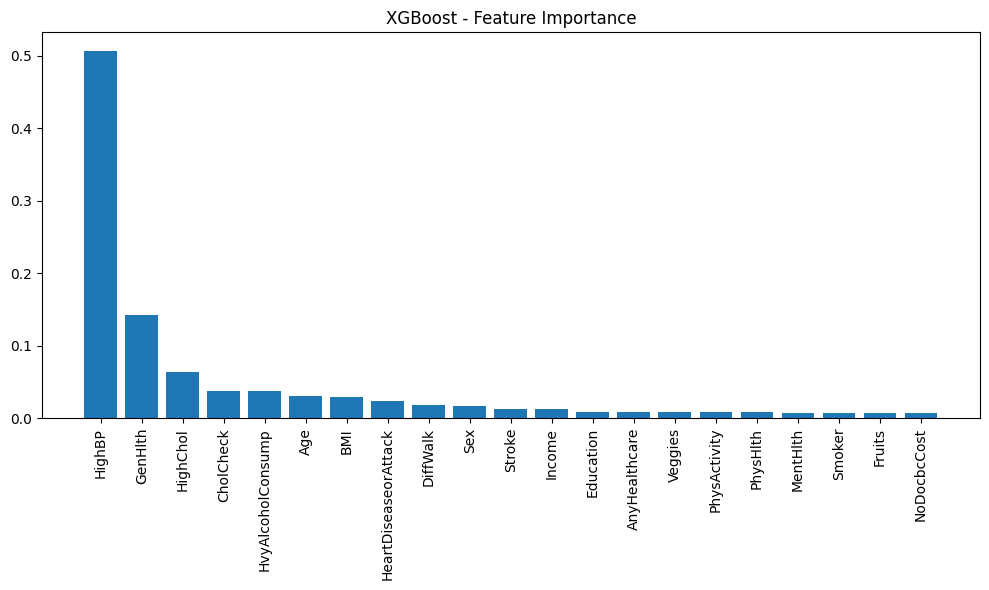 XGBoost - Feature Importance
0.5
0.4
0.3
0.2
0.1
0.0
HighBP
GenHlth
HighChol
CholCheck
HvyAlcoholConsump
Age
BMI
HeartDiseaseorAttack
DiffWalk
Sex
Stroke
Income
Education
AnyHealthcare
Veggies
PhysActivity
PhysHlth
MentHlth
Smoker
Fruits
NoDocbcCost